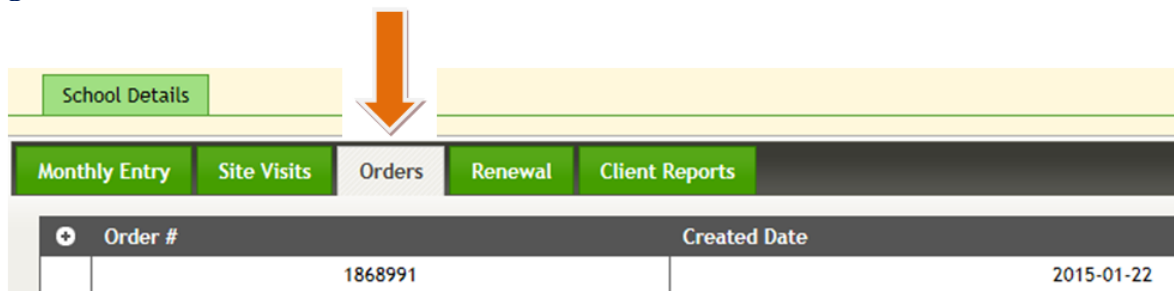 School Details
Monthly Entry Site Visits Orders Renewal Client Reports
Order # Created Date
1868991 2015-01-22